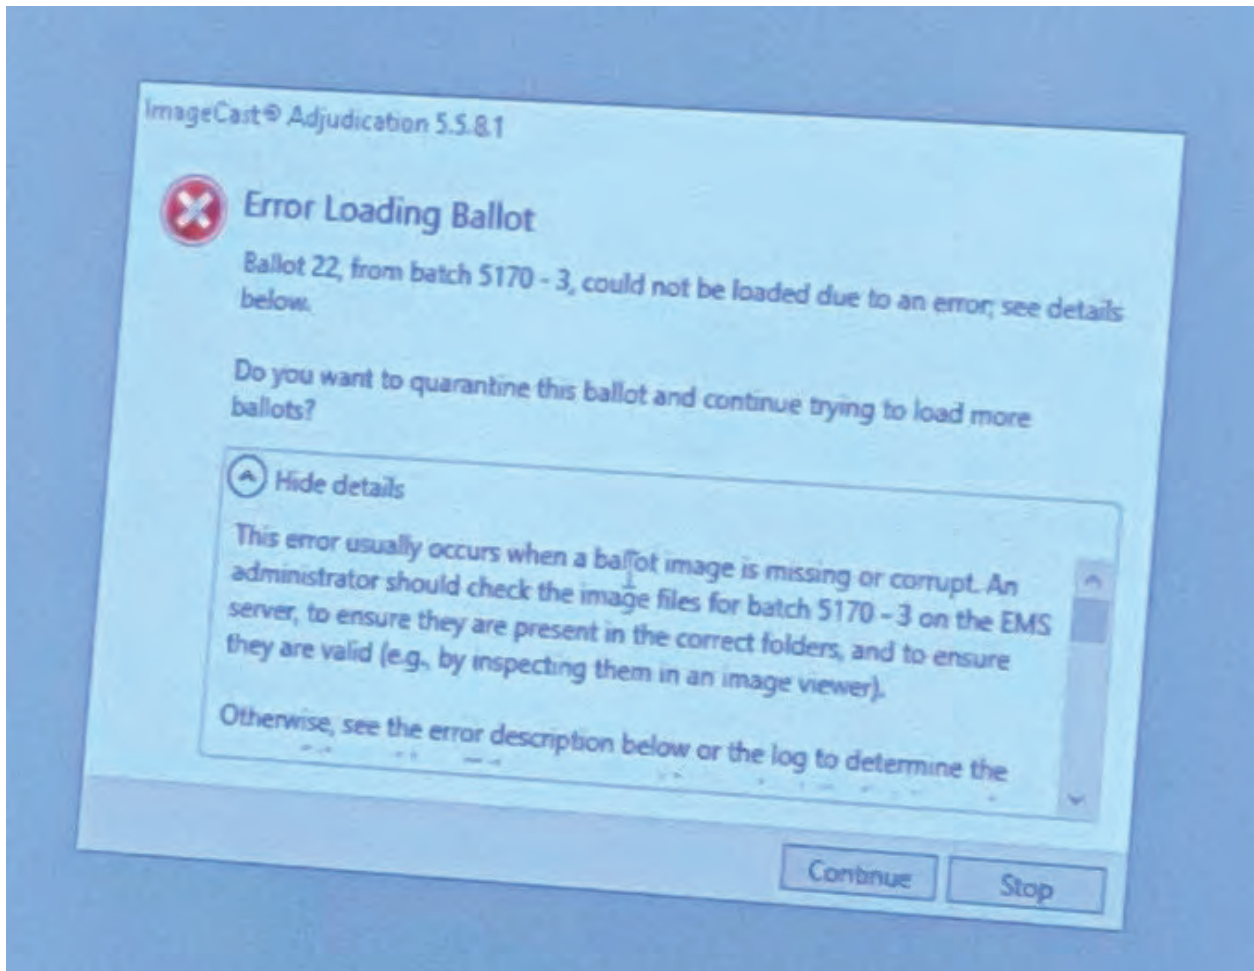 ImageCast® Adjudication 5.5.8.1
Error Loading Ballot
Ballot 22, from batch 5170 - 3, could not be loaded due to an error; see details
below.
Do you want to quarantine this ballot and continue trying to load more
ballots?
Hide details
This error usually occurs when a ballot image is missing or corrupt. An
administrator should check the image files for batch 5170 - 3 on the EMS
server, to ensure they are present in the correct folders, and to ensure
they are valid (e.g., by inspecting them in an image viewer).
Otherwise, see the error description below or the log to determine the
Continue
Stop